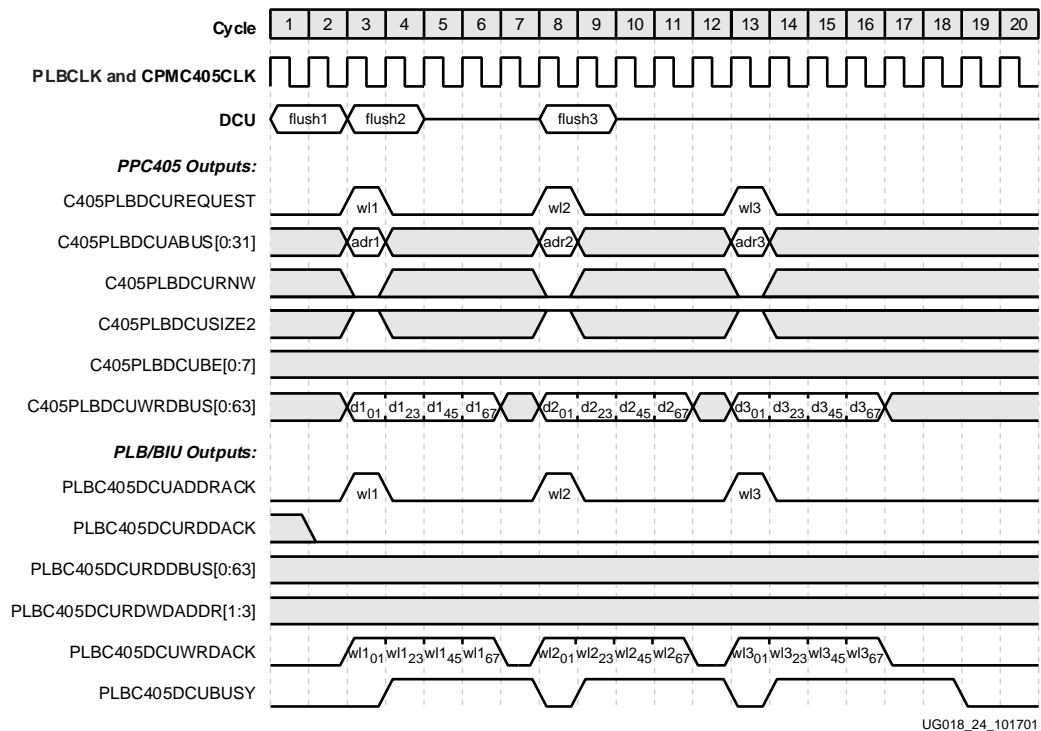 Cycle 1 2 3 4 5 6 7 8 9 10 11 12 13 14 15 16 17 18 19 20
PLBCLK and CPMC405CLK
DCU flush1 flush2 flush3
PPC405 Outputs:
C405PLBDCUREQUEST wl1 wl2 wl3
C405PLBDCUABUS[0:31] adr1 adr2 adr3
C405PLBDCURNW
C405PLBDCUSIZE2
C405PLBDCUBE[0:7]
C405PLBDCUWRDBUS[0:63] d101 d123 d145 d167 d201 d223 d245 d267 d301 d323 d345 d367
PLB/BIU Outputs:
PLBC405DCUADDRACK wl1 wl2 wl3
PLBC405DCURDDACK
PLBC405DCURDDBUS[0:63]
PLBC405DCURDWDADDR[1:3]
PLBC405DCUWRDACK wl101 wl123 wl145 wl167 wl201 wl223 wl245 wl267 wl301 wl323 wl345 wl367
PLBC405DCUBUSY
UG018_24_101701